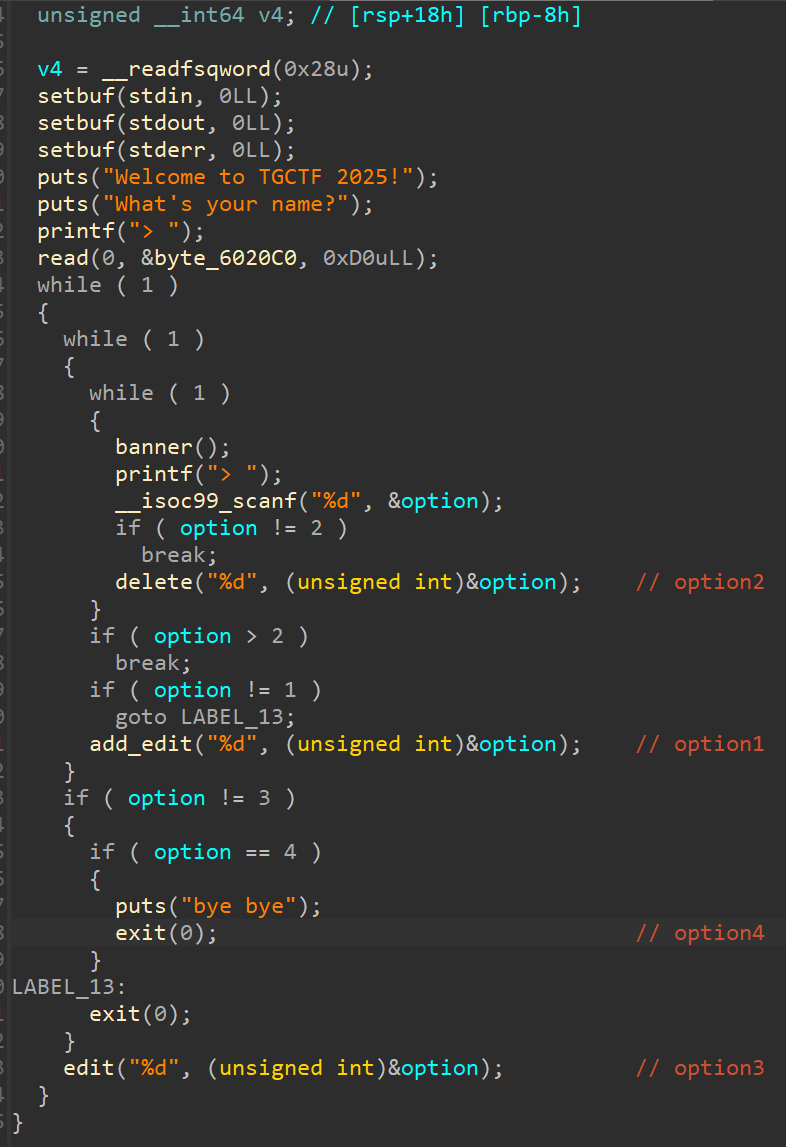 unsigned __int64 v4; // [rsp+18h] [rbp-8h]
v4 = __readfsqword(0x28u);
setbuf(stdin, 0LL);
setbuf(stdout, 0LL);
setbuf(stderr, 0LL);
puts("Welcome to TGCTF 2025!");
puts("What's your name?");
printf("> ");
read(0, &byte_6020C0, 0xD0uLL);
while ( 1 )
{
while ( 1 )
{
while ( 1 )
{
banner();
printf("> ");
__isoc99_scanf("%d", &option);
if ( option != 2 )
break;
delete("%d", (unsigned int)&option); // option2
}
if ( option > 2 )
break;
if ( option != 1 )
goto LABEL_13;
add_edit("%d", (unsigned int)&option); // option1
}
if ( option != 3 )
{
if ( option == 4 )
{
puts("bye bye");
exit(0); // option4
}
LABEL_13:
exit(0);
}
edit("%d", (unsigned int)&option); // option3
}
}